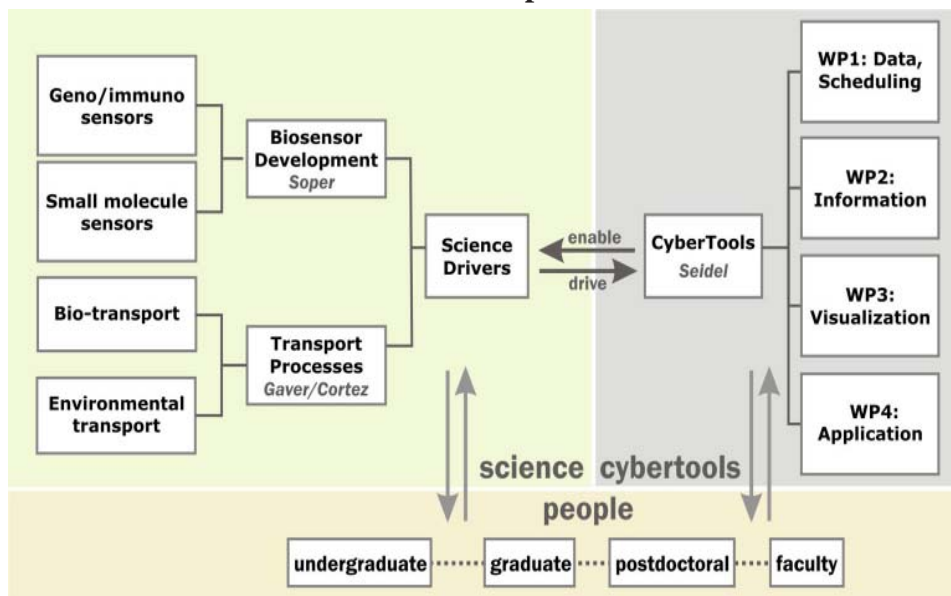 Geno/immuno
sensors
Small molecule
sensors
Bio-transport
Environmental
transport
Biosensor
Development
Soper
Transport
Processes
Gaver/Cortez
Science
Drivers
enable
drive
CyberTools
Seidel
WP1: Data,
Scheduling
WP2:
Information
WP3:
Visualization
WP4:
Application
science cybertools
people
undergraduate
graduate
postdoctoral
faculty